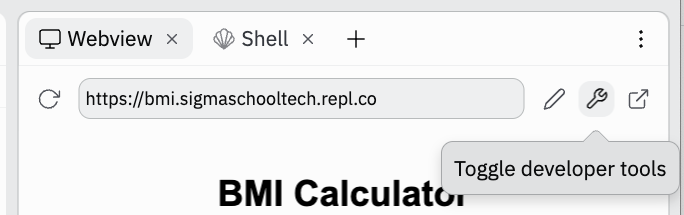 Webview × Shell × +
https://bmi.sigmaschooltech.repl.co
Toggle developer tools
BMI Calculator